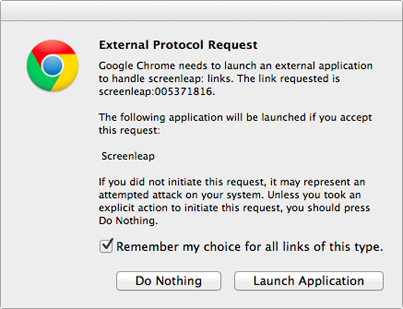 External Protocol Request
Google Chrome needs to launch an external application
to handle screenleap: links. The link requested is
screenleap:005371816.
The following application will be launched if you accept
this request:
Screenleap
If you did not initiate this request, it may represent an
attempted attack on your system. Unless you took an
explicit action to initiate this request, you should press
Do Nothing.
Remember my choice for all links of this type.
Do Nothing Launch Application